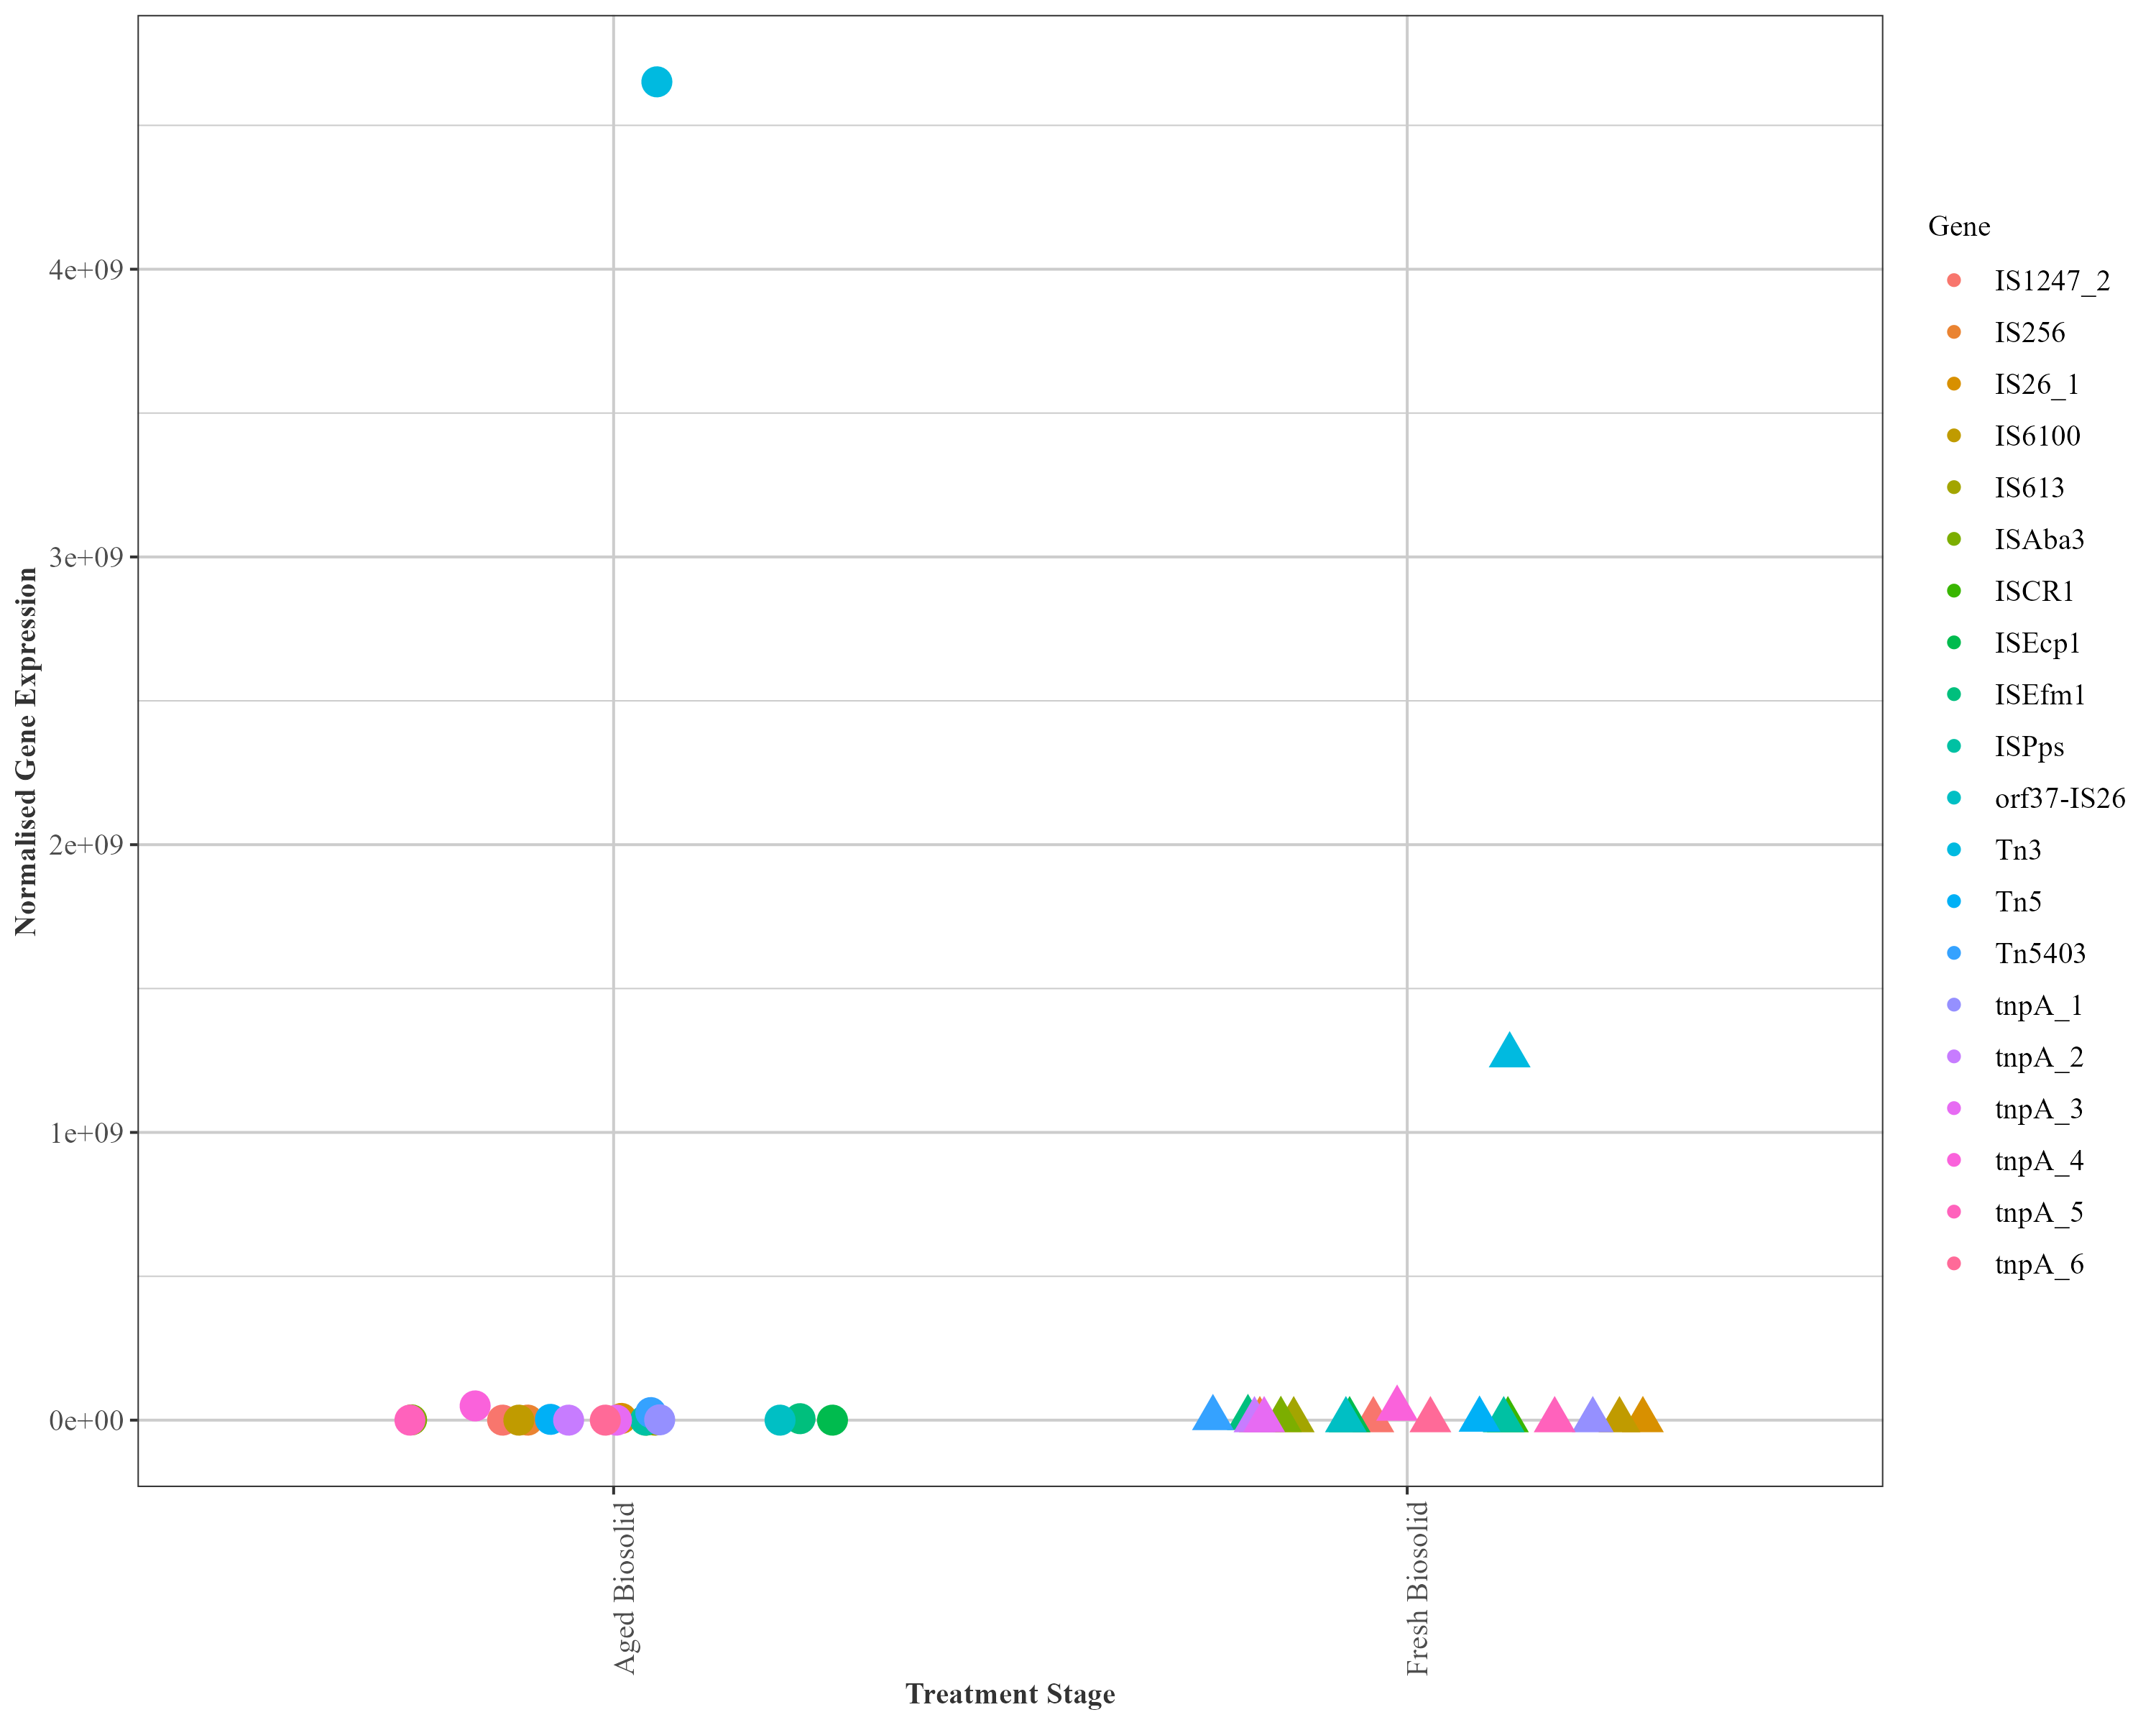 Normalised Gene Expression
4e+09
3e+09
2e+09
1e+09
0e+00
Aged Biosolid
Fresh Biosolid
Treatment Stage
Gene
IS1247_2
IS256
IS26_1
IS6100
IS613
ISAba3
ISCR1
ISEcp1
ISEfm1
ISPps
orf37-IS26
Tn3
Tn5
Tn5403
tnpA_1
tnpA_2
tnpA_3
tnpA_4
tnpA_5
tnpA_6